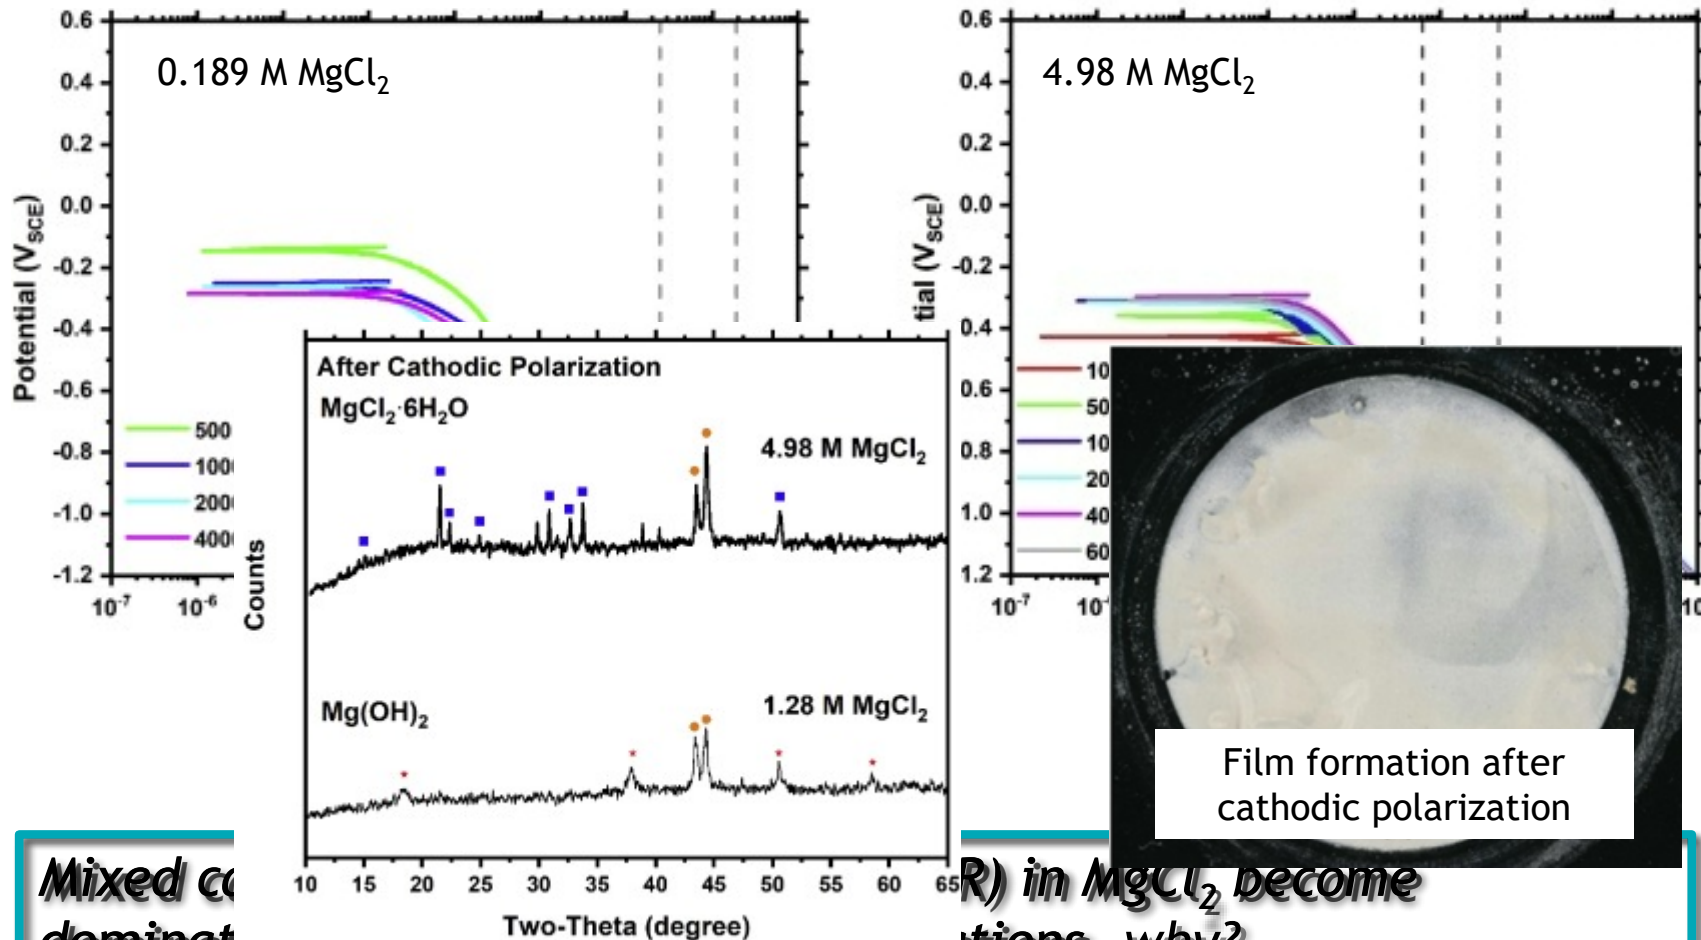 0.6
0.4
0.2
0.0
-0.2
-0.4
-0.6
-0.8
-1.0
-1.2
Potential (V_SCE)
0.189 M MgCl₂
500
10⁻⁷
10⁻⁶
0.6
0.4
0.2
0.0
-0.2
0.4
0.6
0.8
1.0
1.2
(V_SCE)
4.98 M MgCl₂
10⁻⁷
After Cathodic Polarization
MgCl₂·6H₂O
4.98 M MgCl₂
Mg(OH)₂
1.28 M MgCl₂
Counts
10 15 20 25 30 35 40 45 50 55 60 65
Two-Theta (degree)
Film formation after
cathodic polarization
Mixed
in MgCl₂ become
why?